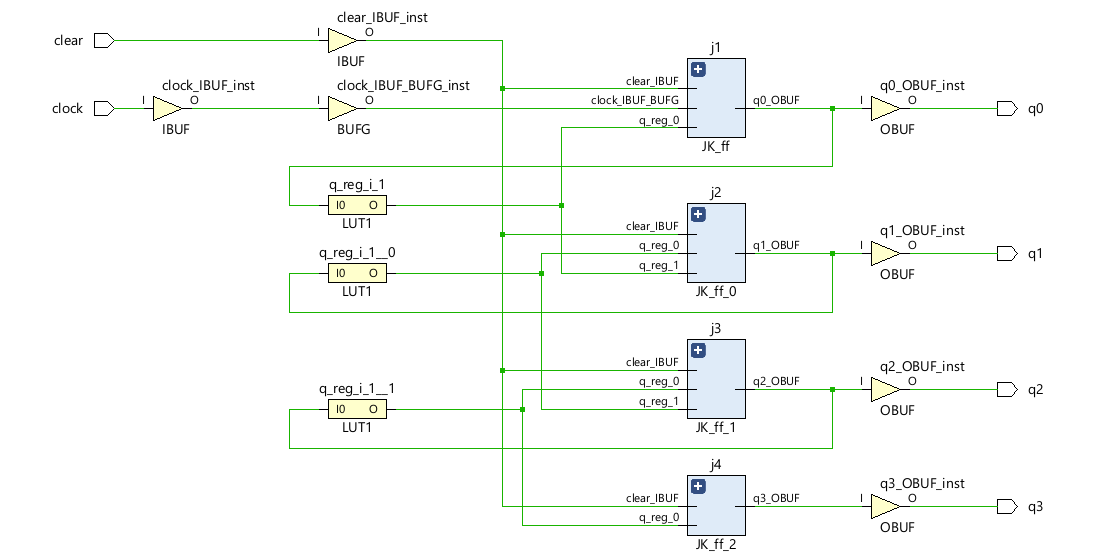 clear
I
clear_IBUF_inst
O
IBUF
clock
I
clock_IBUF_inst
O
IBUF
I
clock_IBUF_BUFG_inst
O
BUFG
j1
clear_IBUF
clock_IBUF_BUFG
q_reg_0
q0_OBUF
JK_ff
I
q0_OBUF_inst
O
OBUF
q0
q_reg_i_1
I0 O
LUT1
j2
clear_IBUF
q_reg_0
q_reg_1
q1_OBUF
JK_ff_0
I
q1_OBUF_inst
O
OBUF
q1
q_reg_i_1__0
I0 O
LUT1
j3
clear_IBUF
q_reg_0
q_reg_1
q2_OBUF
JK_ff_1
I
q2_OBUF_inst
O
OBUF
q2
q_reg_i_1__1
I0 O
LUT1
j4
clear_IBUF
q_reg_0
q3_OBUF
JK_ff_2
I
q3_OBUF_inst
O
OBUF
q3